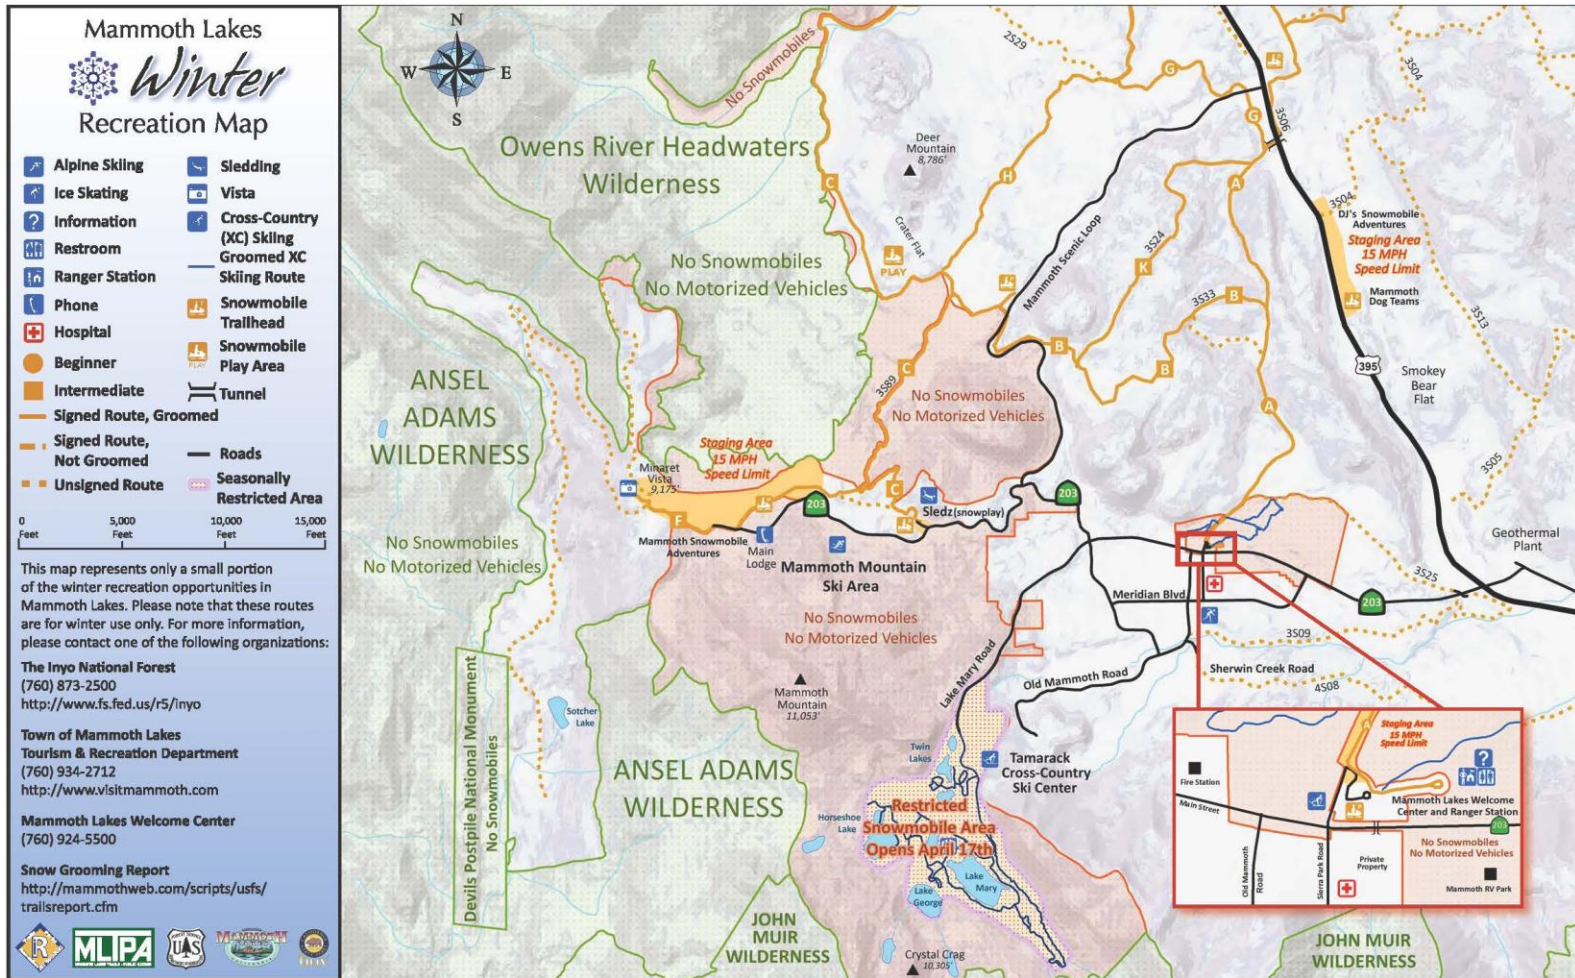 Mammoth Lakes
Winter
Recreation Map
Alpine Skiing
Ice Skating
Information
Restroom
Ranger Station
Phone
Hospital
Beginner
Intermediate
Signed Route, Groomed
Signed Route,
Not Groomed
Unsigned Route
Sledding
Vista
Cross-Country
(XC) Skiing
Groomed XC
Skiing Route
Snowmobile
Trailhead
PLAY
Snowmobile
Play Area
Tunnel
Roads
Seasonally
Restricted Area
0 5,000 10,000 15,000
Feet Feet Feet Feet
This map represents only a small portion
of the winter recreation opportunities in
Mammoth Lakes. Please note that these routes
are for winter use only. For more information,
please contact one of the following organizations:
The Inyo National Forest
(760) 873-2500
http://www.fs.fed.us/r5/inyo
Town of Mammoth Lakes
Tourism & Recreation Department
(760) 934-2712
http://www.visitmammoth.com
Mammoth Lakes Welcome Center
(760) 924-5500
Snow Grooming Report
http://mammothweb.com/scripts/usfs/
trailsreport.cfm
R
MLTPA
UAS
N
W E
S
No Snowmobiles
Owens River Headwaters
Wilderness
No Snowmobiles
No Motorized Vehicles
ANSEL
ADAMS
WILDERNESS
No Snowmobiles
No Motorized Vehicles
Devils Postpile National Monument
No Snowmobiles
Sotcher
Lake
ANSEL ADAMS
WILDERNESS
JOHN
MUIR
WILDERNESS
Minaret
Vista
9,175'
Staging Area
15 MPH
Speed Limit
F
Mammoth Snowmobile
Adventures
Main
Lodge
203
Mammoth Mountain
Ski Area
No Snowmobiles
No Motorized Vehicles
Mammoth
Mountain
11,053'
C
C
C
3S89
PLAY
Crater Flat
Deer
Mountain
8,786'
H
G
G
2S29
Mammoth Scenic Loop
No Snowmobiles
No Motorized Vehicles
Sledz (snowplay)
203
3S24
K
3S33
B
B
B
A
A
3S06
3S04
3S04
DJ's Snowmobile
Adventures
Staging Area
15 MPH
Speed Limit
Mammoth
Dog Teams
3S13
395
Smokey
Bear
Flat
3S05
Geothermal
Plant
3S25
203
Meridian Blvd.
3S09
Sherwin Creek Road
4S08
Old Mammoth Road
Lake Mary Road
Twin
Lakes
Tamarack
Cross-Country
Ski Center
Restricted
Snowmobile Area
Opens April 17th
Horseshoe
Lake
Lake
Mary
Lake
George
Crystal Crag
10,305'
JOHN MUIR
WILDERNESS
A
Staging Area
15 MPH
Speed Limit
Fire Station
Main Street
Mammoth Lakes Welcome
Center and Ranger Station
203
No Snowmobiles
No Motorized Vehicles
Old Mammoth
Road
Sierra Park Road
Private
Property
Mammoth RV Park